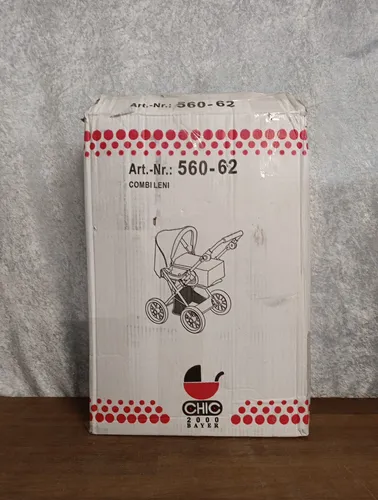 Art.-Nr.: 560-62
Art.-Nr.: 560-62
COMBI LENI
CHIC
2000
BAYER